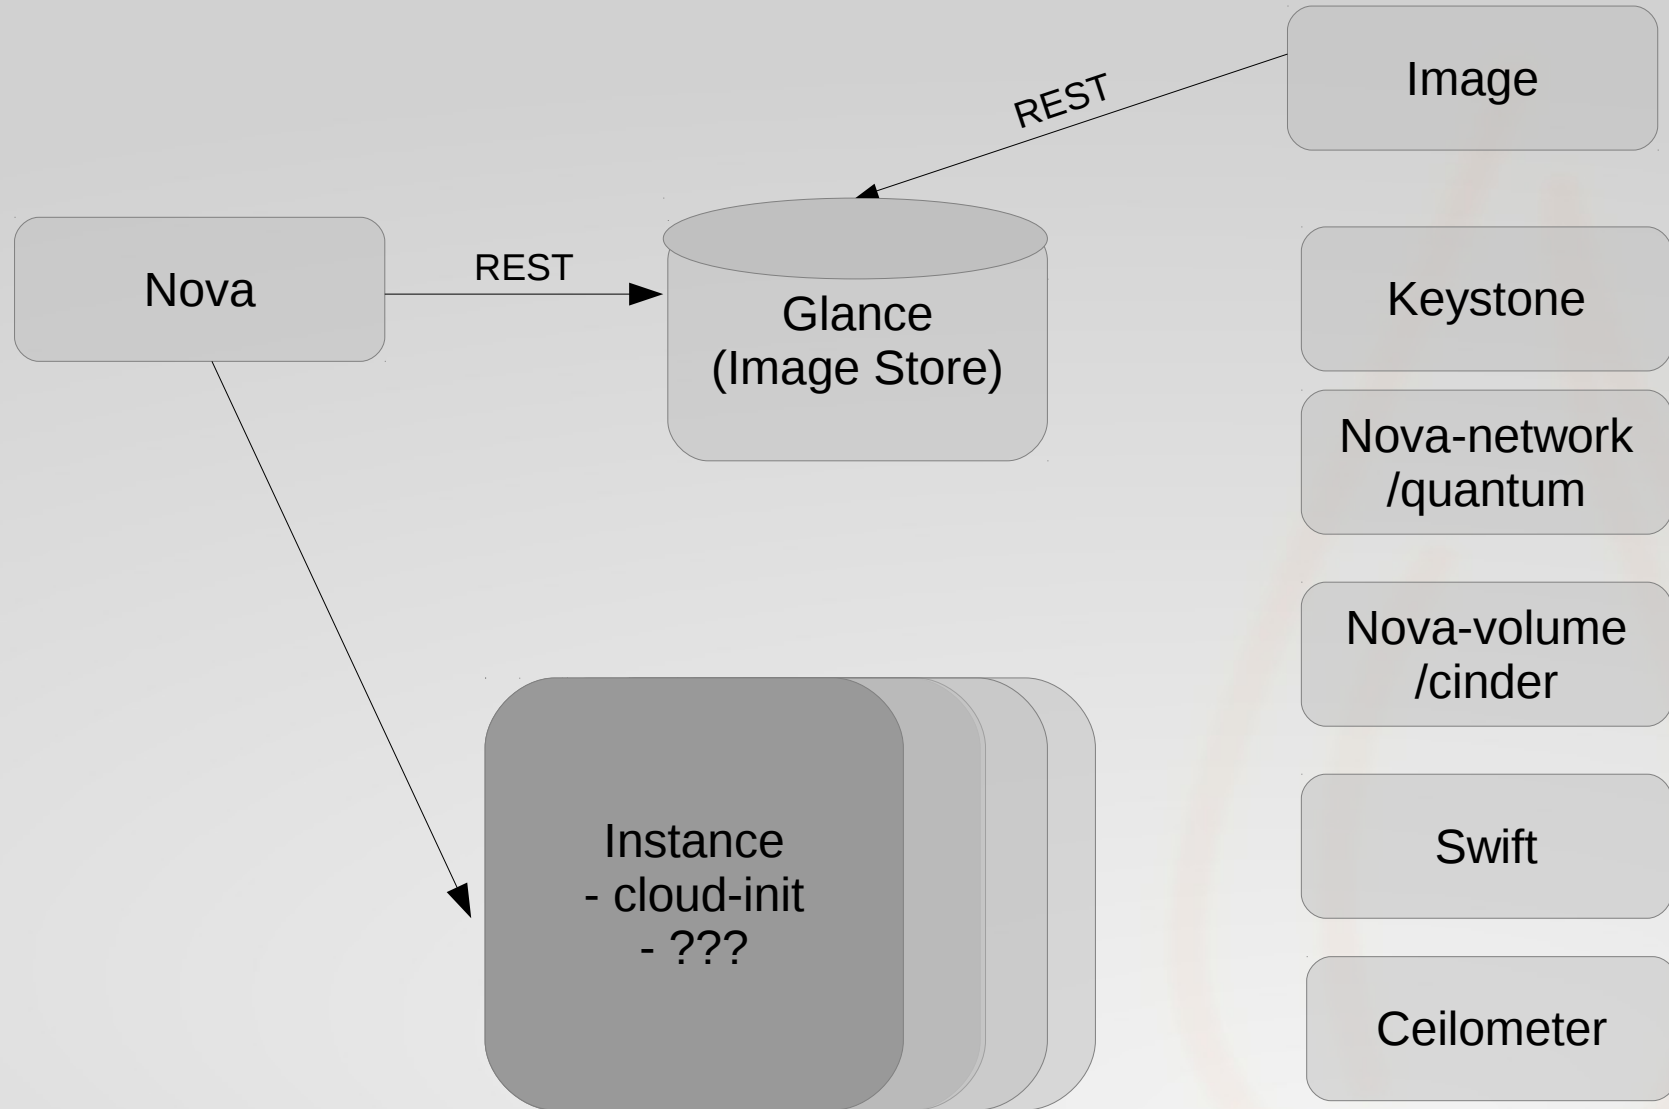 Image
REST
Nova
REST
Glance
(Image Store)
Keystone
Nova-network
/quantum
Nova-volume
/cinder
Instance
- cloud-init
- ???
Swift
Ceilometer